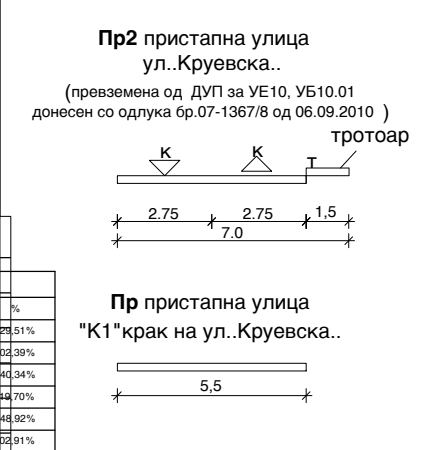 Пр2 пристапна улица
ул..Круевска..
(превземена од ДУП за УЕ10, УБ10.01
донесен со одлука бр.07-1367/8 од 06.09.2010 )
тротоар
К К Т
2.75 2.75 1,5
7.0
Пр пристапна улица
"К1"крак на ул..Круевска..
5,5
%
29,51%
02,39%
40,34%
19,70%
48,92%
02,91%